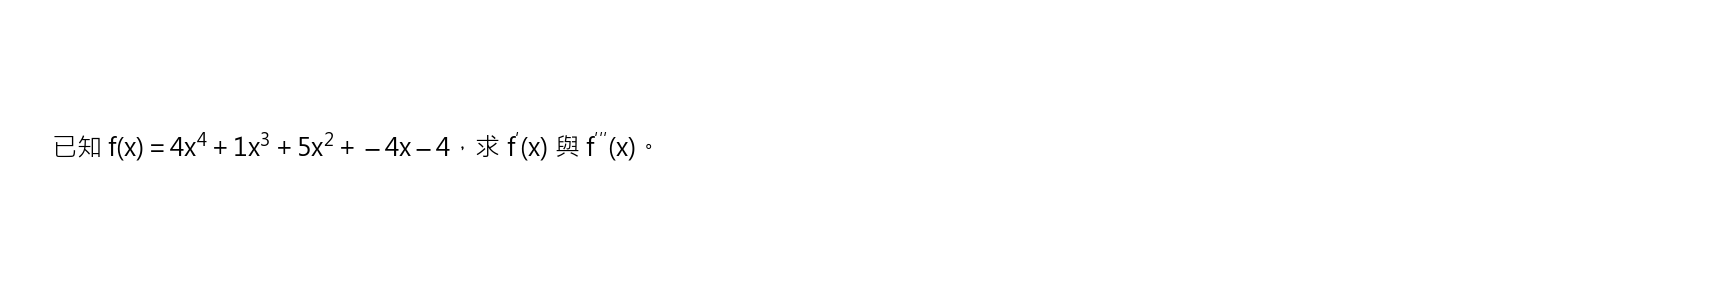 已知 f(x) = 4x⁴ + 1x³ + 5x² + −4x − 4，求 f′(x) 與 f′′′(x) 。